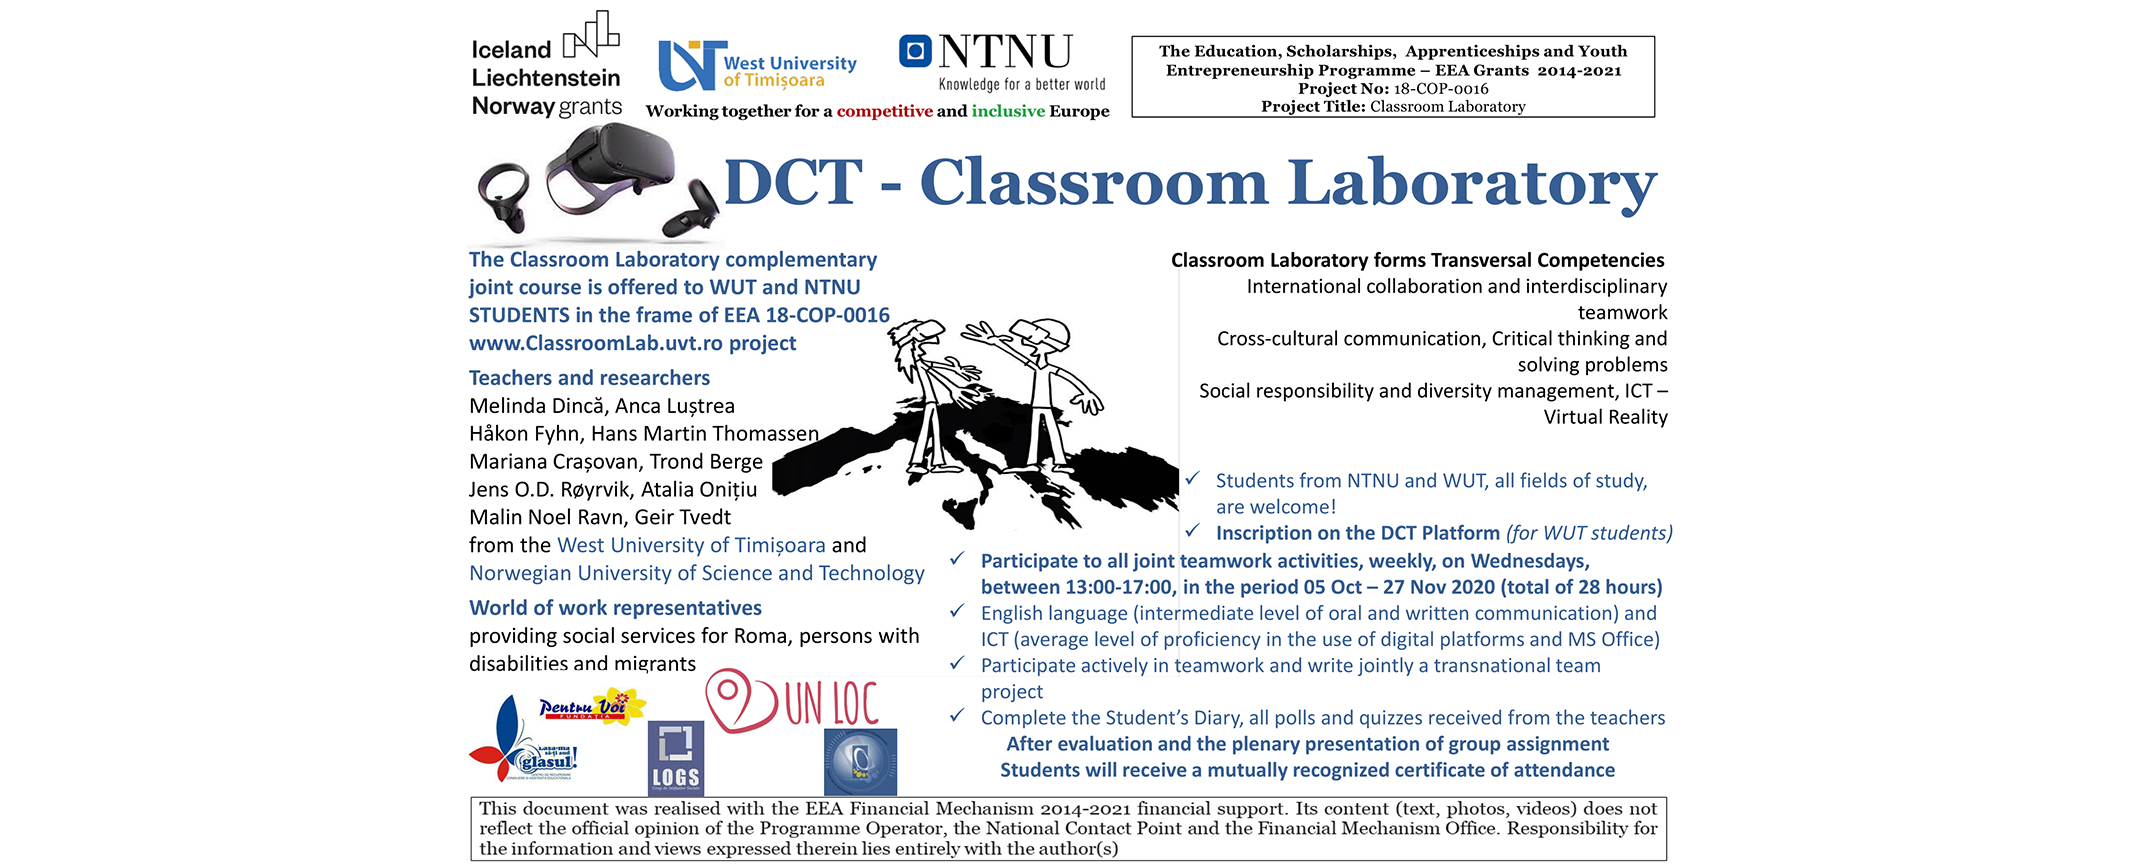 Iceland
Liechtenstein
Norway grants
UVT West University
of Timișoara
NTNU
Knowledge for a better world
Working together for a competitive and inclusive Europe
The Education, Scholarships, Apprenticeships and Youth
Entrepreneurship Programme – EEA Grants 2014-2021
Project No: 18-COP-0016
Project Title: Classroom Laboratory
DCT - Classroom Laboratory
The Classroom Laboratory complementary
joint course is offered to WUT and NTNU
STUDENTS in the frame of EEA 18-COP-0016
www.ClassroomLab.uvt.ro project
Teachers and researchers
Melinda Dincă, Anca Luștrea
Håkon Fyhn, Hans Martin Thomassen
Mariana Crașovan, Trond Berge
Jens O.D. Røyrvik, Atalia Onițiu
Malin Noel Ravn, Geir Tvedt
from the West University of Timișoara and
Norwegian University of Science and Technology
World of work representatives
providing social services for Roma, persons with
disabilities and migrants
Pentru Voi
FUNDAȚIA
Lasă-mă
să-ți aud
glasul!
LOGS
UN LOC
Classroom Laboratory forms Transversal Competencies
International collaboration and interdisciplinary
teamwork
Cross-cultural communication, Critical thinking and
solving problems
Social responsibility and diversity management, ICT –
Virtual Reality
✓ Students from NTNU and WUT, all fields of study,
are welcome!
✓ Inscription on the DCT Platform (for WUT students)
✓ Participate to all joint teamwork activities, weekly, on Wednesdays,
between 13:00-17:00, in the period 05 Oct – 27 Nov 2020 (total of 28 hours)
✓ English language (intermediate level of oral and written communication) and
ICT (average level of proficiency in the use of digital platforms and MS Office)
✓ Participate actively in teamwork and write jointly a transnational team
project
✓ Complete the Student’s Diary, all polls and quizzes received from the teachers
After evaluation and the plenary presentation of group assignment
Students will receive a mutually recognized certificate of attendance
This document was realised with the EEA Financial Mechanism 2014-2021 financial support. Its content (text, photos, videos) does not
reflect the official opinion of the Programme Operator, the National Contact Point and the Financial Mechanism Office. Responsibility for
the information and views expressed therein lies entirely with the author(s)